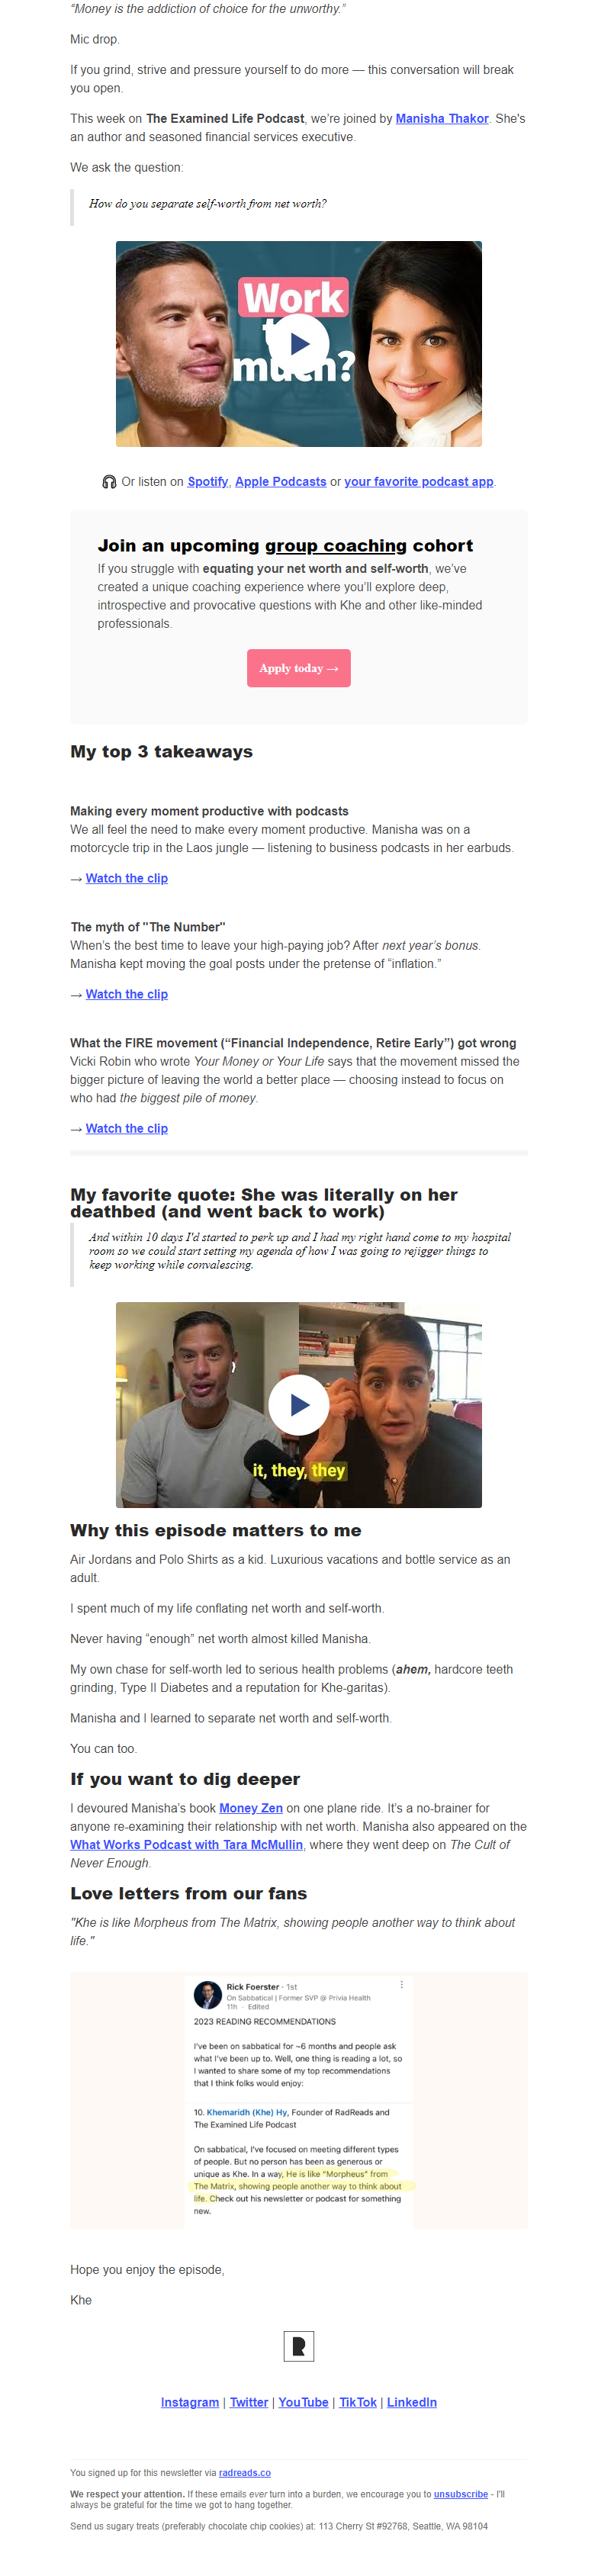 “Money is the addiction of choice for the unworthy.”
Mic drop.
If you grind, strive and pressure yourself to do more — this conversation will break
you open.
This week on The Examined Life Podcast, we’re joined by Manisha Thakor. She's
an author and seasoned financial services executive.
We ask the question:
How do you separate self-worth from net worth?
Work
much?
Or listen on Spotify, Apple Podcasts or your favorite podcast app.
Join an upcoming group coaching cohort
If you struggle with equating your net worth and self-worth, we’ve
created a unique coaching experience where you’ll explore deep,
introspective and provocative questions with Khe and other like-minded
professionals.
Apply today →
My top 3 takeaways
Making every moment productive with podcasts
We all feel the need to make every moment productive. Manisha was on a
motorcycle trip in the Laos jungle — listening to business podcasts in her earbuds.
→ Watch the clip
The myth of "The Number"
When’s the best time to leave your high-paying job? After next year’s bonus.
Manisha kept moving the goal posts under the pretense of “inflation.”
→ Watch the clip
What the FIRE movement (“Financial Independence, Retire Early”) got wrong
Vicki Robin who wrote Your Money or Your Life says that the movement missed the
bigger picture of leaving the world a better place — choosing instead to focus on
who had the biggest pile of money.
→ Watch the clip
My favorite quote: She was literally on her
deathbed (and went back to work)
And within 10 days I'd started to perk up and I had my right hand come to my hospital
room so we could start setting my agenda of how I was going to rejigger things to
keep working while convalescing.
it, they, they
Why this episode matters to me
Air Jordans and Polo Shirts as a kid. Luxurious vacations and bottle service as an
adult.
I spent much of my life conflating net worth and self-worth.
Never having “enough” net worth almost killed Manisha.
My own chase for self-worth led to serious health problems (ahem, hardcore teeth
grinding, Type II Diabetes and a reputation for Khe-garitas).
Manisha and I learned to separate net worth and self-worth.
You can too.
If you want to dig deeper
I devoured Manisha’s book Money Zen on one plane ride. It’s a no-brainer for
anyone re-examining their relationship with net worth. Manisha also appeared on the
What Works Podcast with Tara McMullin, where they went deep on The Cult of
Never Enough.
Love letters from our fans
"Khe is like Morpheus from The Matrix, showing people another way to think about
life."
Rick Foerster · 1st
On Sabbatical | Former SVP @ Privia Health
11h · Edited
2023 READING RECOMMENDATIONS
I've been on sabbatical for ~6 months and people ask
what I've been up to. Well, one thing is reading a lot, so
I wanted to share some of my top recommendations
that I think folks would enjoy:
10. Khemaridh (Khe) Hy, Founder of RadReads and
The Examined Life Podcast
On sabbatical, I've focused on meeting different types
of people. But no person has been as generous or
unique as Khe. In a way, He is like "Morpheus" from
The Matrix, showing people another way to think about
life. Check out his newsletter or podcast for something
new.
Hope you enjoy the episode,
Khe
R
Instagram | Twitter | YouTube | TikTok | LinkedIn
You signed up for this newsletter via radreads.co
We respect your attention. If these emails ever turn into a burden, we encourage you to unsubscribe - I'll
always be grateful for the time we got to hang together.
Send us sugary treats (preferably chocolate chip cookies) at: 113 Cherry St #92768, Seattle, WA 98104